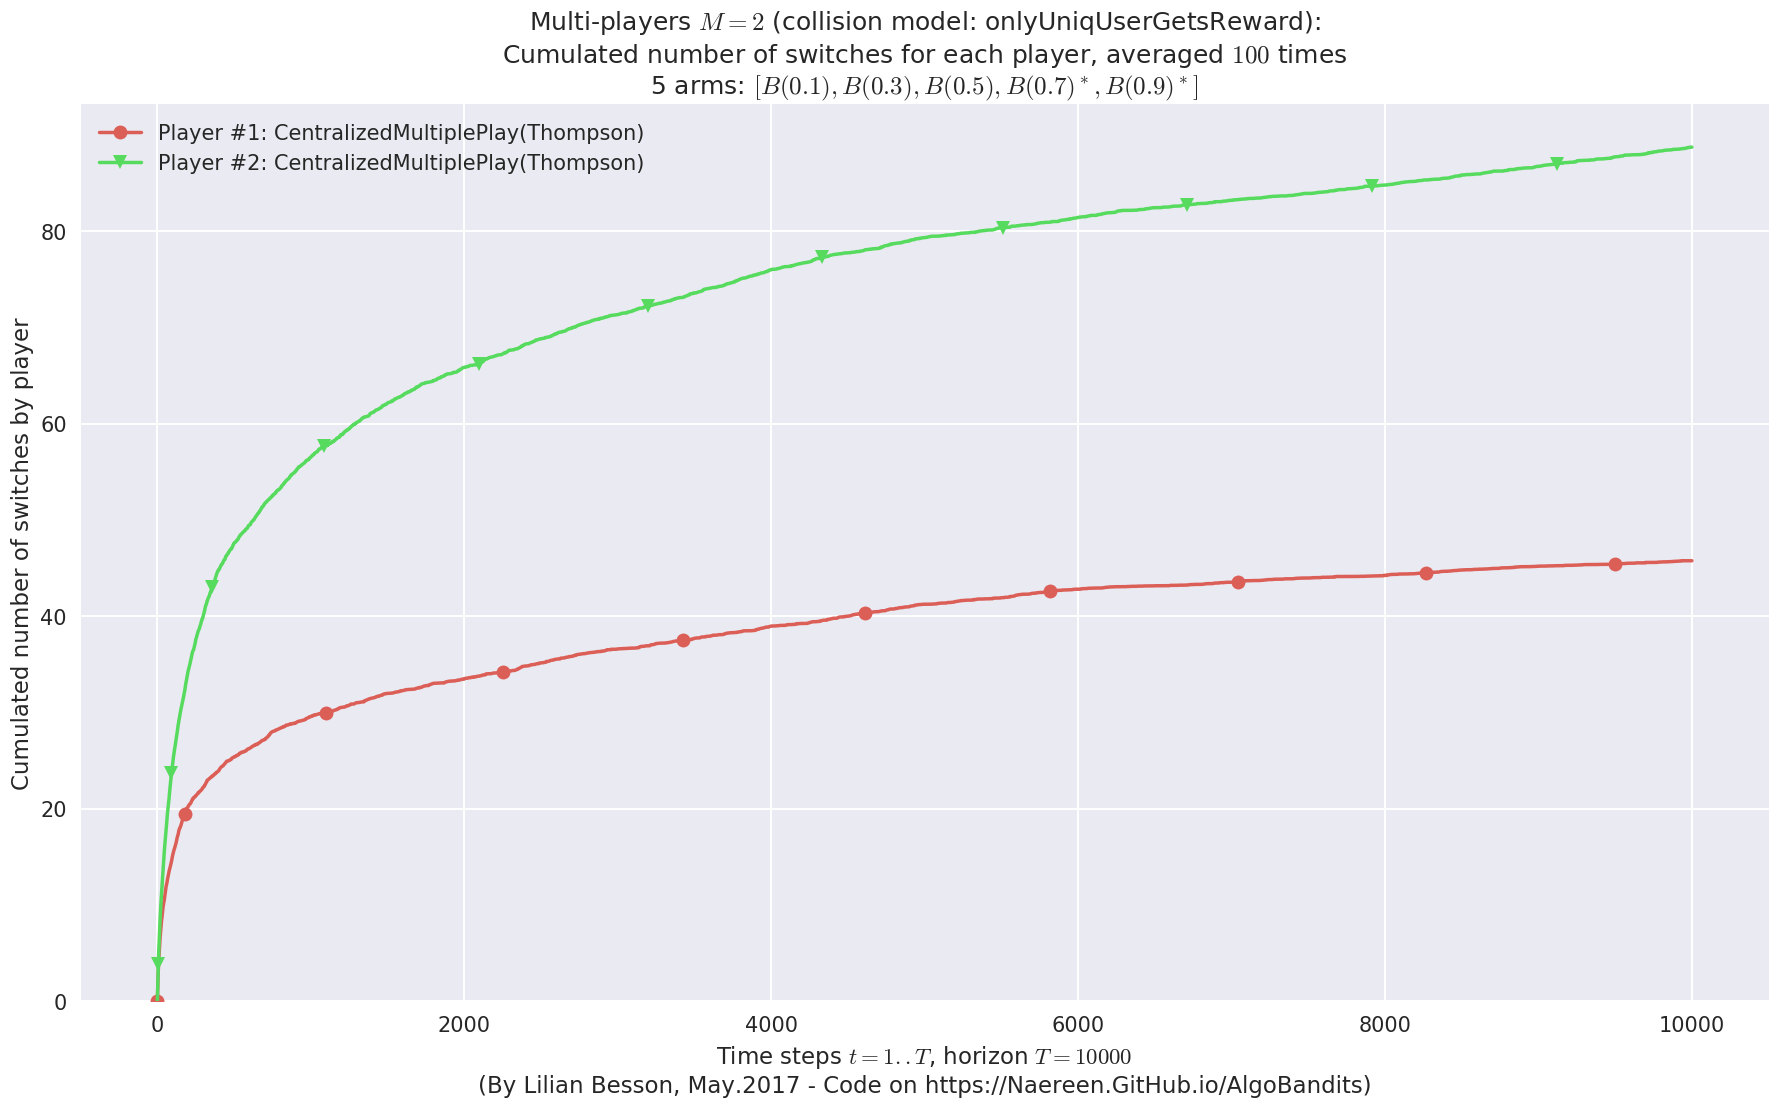 Multi-players M = 2 (collision model: onlyUniqUserGetsReward):
Cumulated number of switches for each player, averaged 100 times
5 arms: [B(0.1), B(0.3), B(0.5), B(0.7)*, B(0.9)*]
Player #1: CentralizedMultiplePlay(Thompson)
Player #2: CentralizedMultiplePlay(Thompson)
Cumulated number of switches by player
80
60
40
20
0
0 2000 4000 6000 8000 10000
Time steps t = 1..T, horizon T = 10000
(By Lilian Besson, May.2017 - Code on https://Naereen.GitHub.io/AlgoBandits)